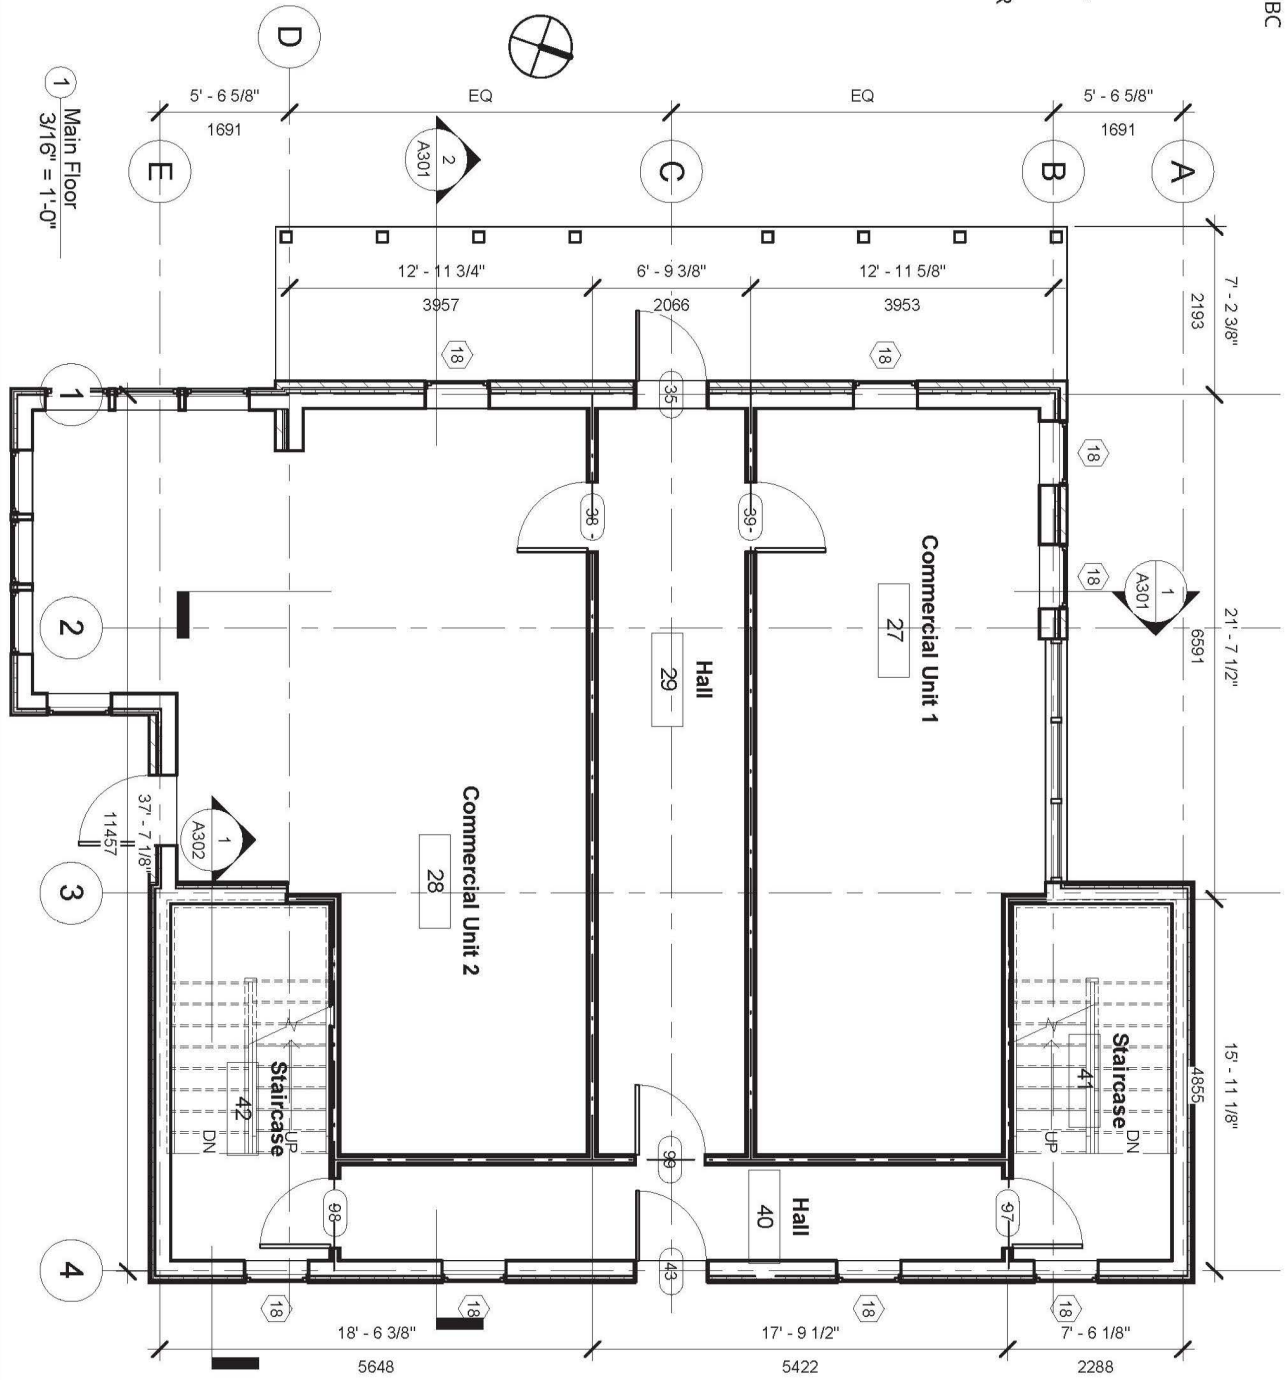 BC
R
D
5' - 6 5/8"
1691
EQ
EQ
5' - 6 5/8"
1691
1
Main Floor
3/16" = 1'-0"
E
2
A301
C
B
A
12' - 11 3/4"
3957
6' - 9 3/8"
2066
12' - 11 5/8"
3953
7' - 2 3/8"
2193
18
18
1
35
18
38
39
18
1
A301
Commercial Unit 1
27
21' - 7 1/2"
6591
2
Hall
29
Commercial Unit 2
28
37' - 7 1/8"
11457
1
A302
3
Staircase
42
UP
DN
Staircase
41
UP
DN
15' - 11 1/8"
4855
99
98
Hall
40
97
4
43
18
18
18
18
18' - 6 3/8"
5648
17' - 9 1/2"
5422
7' - 6 1/8"
2288